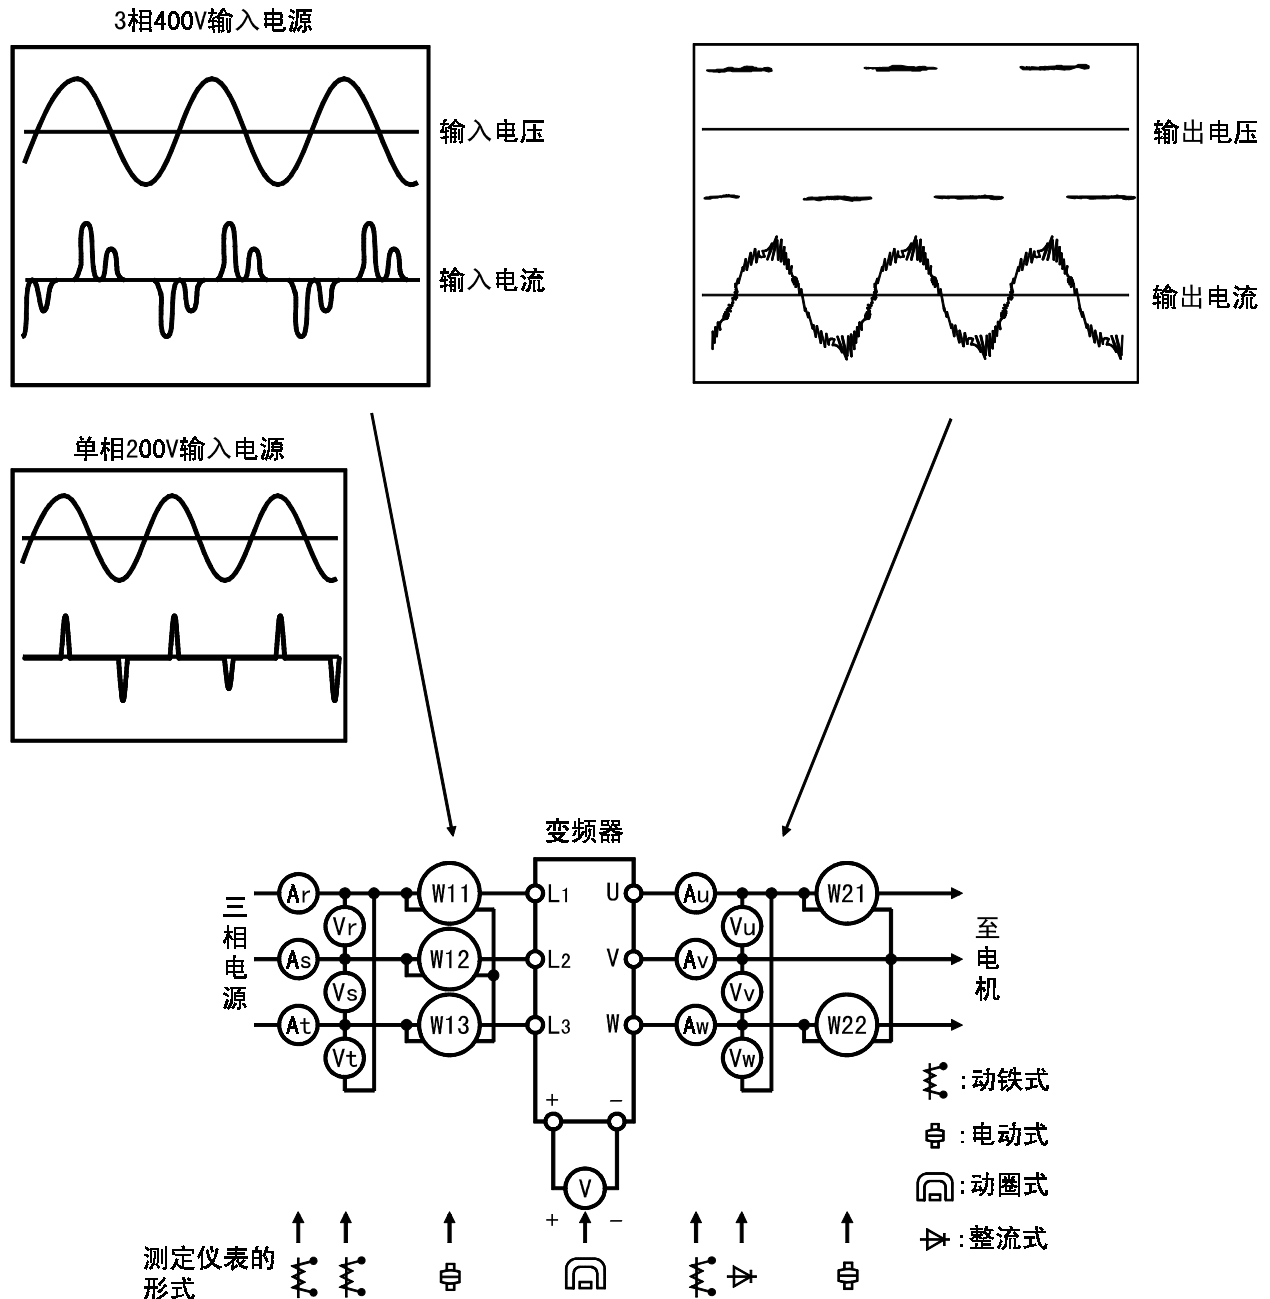 3相400V输入电源
输入电压
输出电压
输入电流
输出电流
单相200V输入电源
变频器
三相电源
Ar
Vr
W11
L1
U
Au
Vu
W21
As
Vs
W12
L2
V
Av
Vv
至电机
At
Vt
W13
L3
W
Aw
Vw
W22
+ −
V
+ −
:动铁式
:电动式
:动圈式
:整流式
测定仪表的
形式